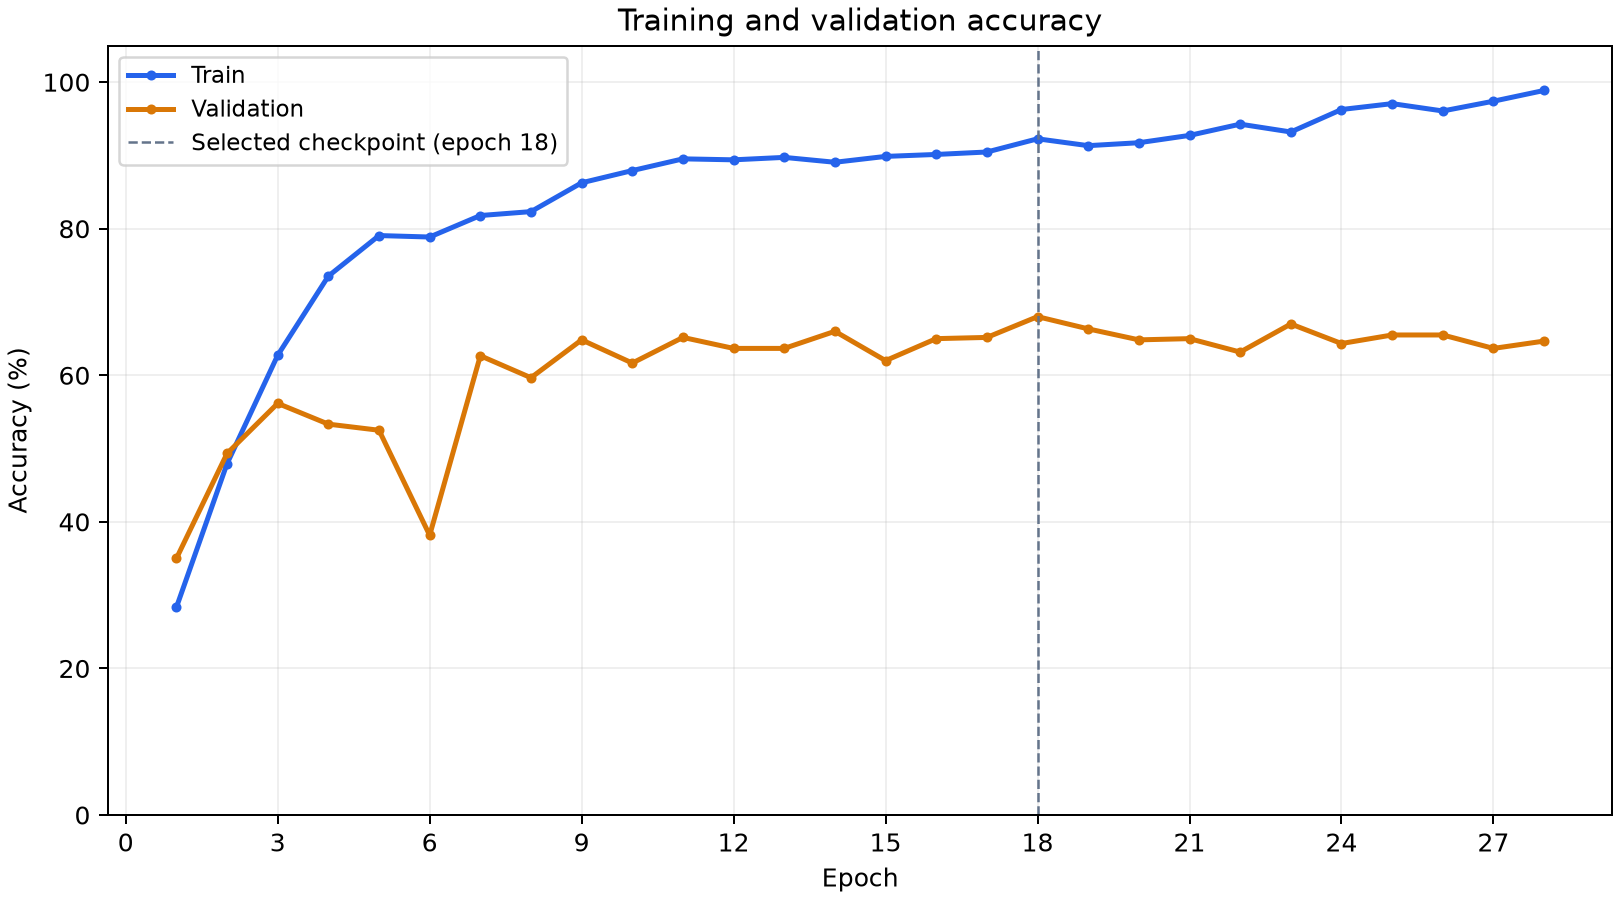 Training and validation accuracy
Train
Validation
Selected checkpoint (epoch 18)
Accuracy (%)
100
80
60
40
20
0
0 3 6 9 12 15 18 21 24 27
Epoch